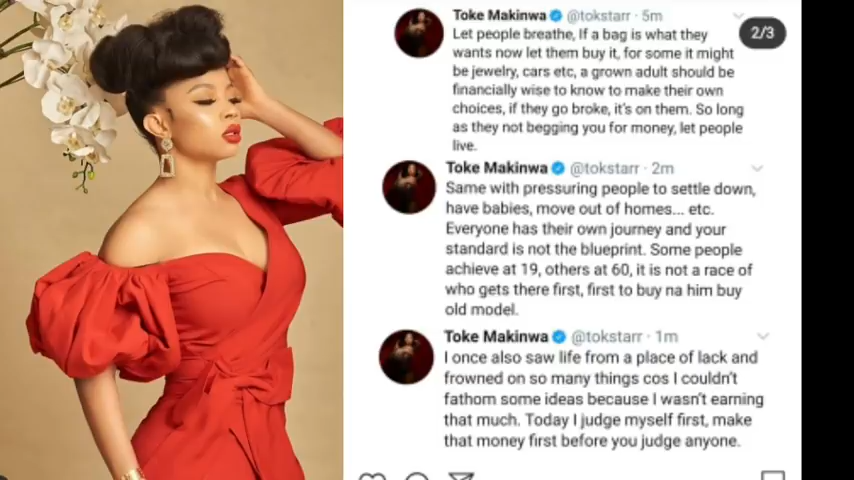 Toke Makinwa @tokstarr · 5m
2/3
Let people breathe, If a bag is what they
wants now let them buy it, for some it might
be jewelry, cars etc, a grown adult should be
financially wise to know to make their own
choices, if they go broke, it's on them. So long
as they not begging you for money, let people
live.
Toke Makinwa @tokstarr · 2m
Same with pressuring people to settle down,
have babies, move out of homes... etc.
Everyone has their own journey and your
standard is not the blueprint. Some people
achieve at 19, others at 60, it is not a race of
who gets there first, first to buy na him buy
old model.
Toke Makinwa @tokstarr · 1m
I once also saw life from a place of lack and
frowned on so many things cos I couldn't
fathom some ideas because I wasn't earning
that much. Today I judge myself first, make
that money first before you judge anyone.